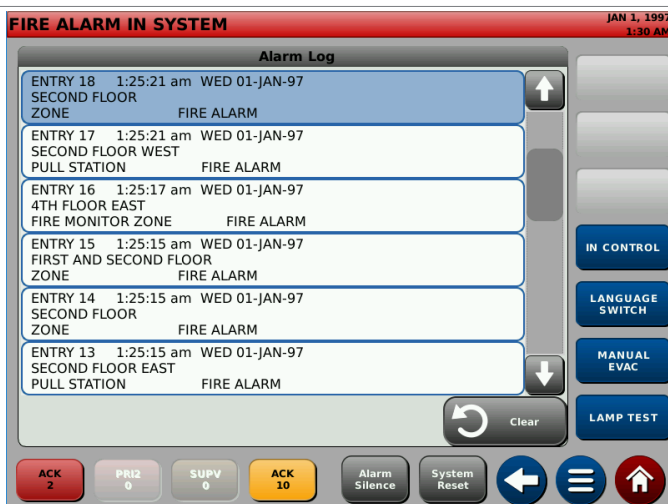 FIRE ALARM IN SYSTEM
JAN 1, 1997
1:30 AM
Alarm Log
ENTRY 18 1:25:21 am WED 01-JAN-97
SECOND FLOOR
ZONE FIRE ALARM
ENTRY 17 1:25:21 am WED 01-JAN-97
SECOND FLOOR WEST
PULL STATION FIRE ALARM
ENTRY 16 1:25:17 am WED 01-JAN-97
4TH FLOOR EAST
FIRE MONITOR ZONE FIRE ALARM
ENTRY 15 1:25:15 am WED 01-JAN-97
FIRST AND SECOND FLOOR
ZONE FIRE ALARM
ENTRY 14 1:25:15 am WED 01-JAN-97
SECOND FLOOR
ZONE FIRE ALARM
ENTRY 13 1:25:15 am WED 01-JAN-97
SECOND FLOOR EAST
PULL STATION FIRE ALARM
Clear
IN CONTROL
LANGUAGE
SWITCH
MANUAL
EVAC
LAMP TEST
ACK
2
PRI2
0
SUPV
0
ACK
10
Alarm
Silence
System
Reset